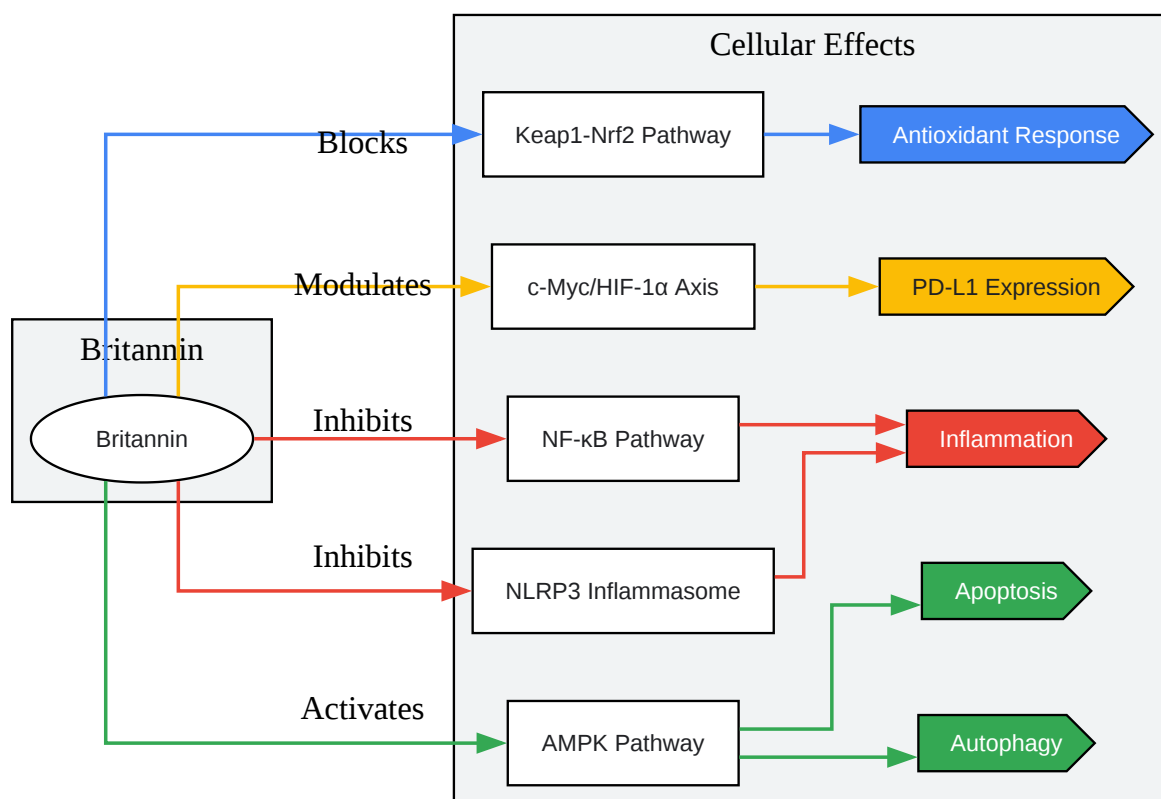 Cellular Effects
Blocks
Keap1-Nrf2 Pathway
Antioxidant Response
Modulates
c-Myc/HIF-1α Axis
PD-L1 Expression
Britannin
Britannin
Inhibits
NF-κB Pathway
Inflammation
Inhibits
NLRP3 Inflammasome
Apoptosis
Activates
AMPK Pathway
Autophagy